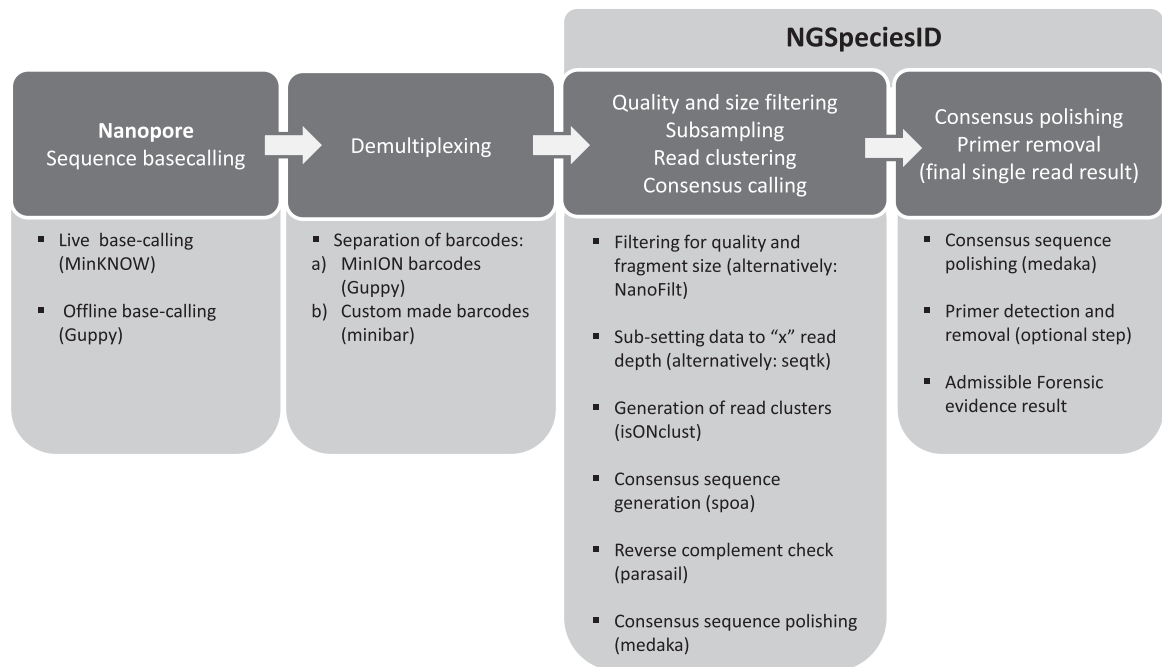 NGSpeciesID
Nanopore
Sequence basecalling
▪ Live base-calling
(MinKNOW)
▪ Offline base-calling
(Guppy)
Demultiplexing
▪ Separation of barcodes:
a) MinION barcodes
(Guppy)
b) Custom made barcodes
(minibar)
Quality and size filtering
Subsampling
Read clustering
Consensus calling
▪ Filtering for quality and
fragment size (alternatively:
NanoFilt)
▪ Sub-setting data to “x” read
depth (alternatively: seqtk)
▪ Generation of read clusters
(isONclust)
▪ Consensus sequence
generation (spoa)
▪ Reverse complement check
(parasail)
▪ Consensus sequence polishing
(medaka)
Consensus polishing
Primer removal
(final single read result)
▪ Consensus sequence
polishing (medaka)
▪ Primer detection and
removal (optional step)
▪ Admissible Forensic
evidence result